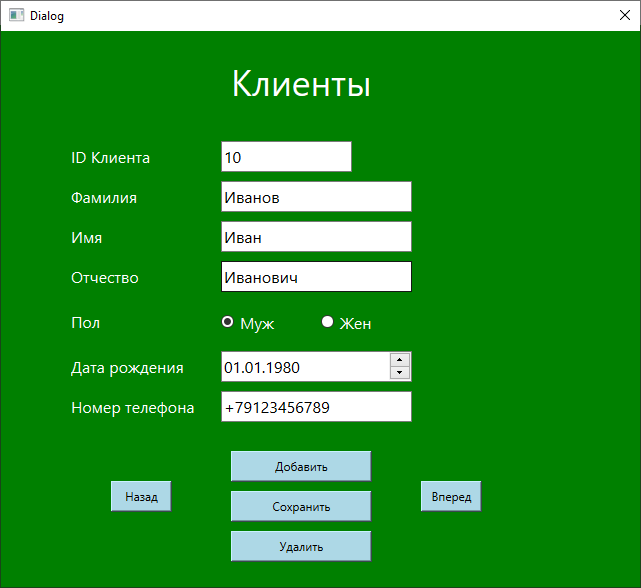 Dialog
Клиенты
ID Клиента 10
Фамилия Иванов
Имя Иван
Отчество Иванович
Пол Муж Жен
Дата рождения 01.01.1980
Номер телефона +79123456789
Добавить
Назад Сохранить Вперед
Удалить